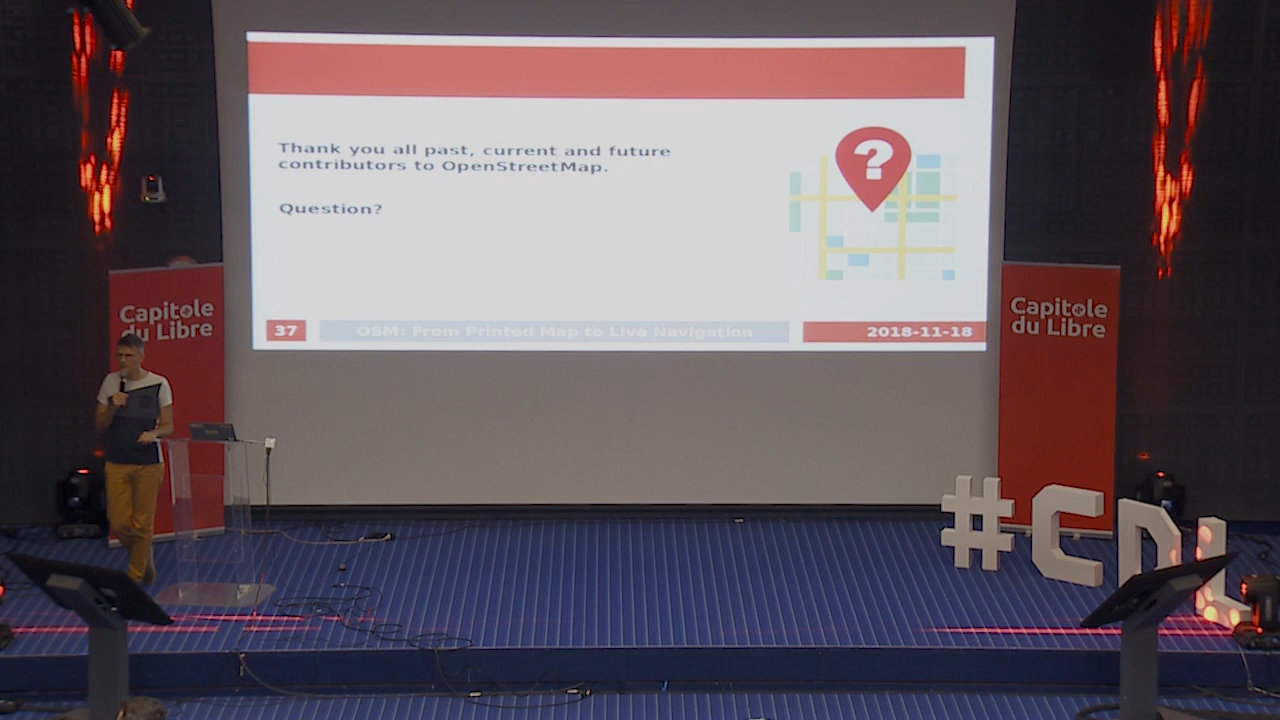 Thank you all past, current and future
contributors to OpenStreetMap.
Question?
?
37
OSM: From Printed Map to Live Navigation
2018-11-18
Capitole
du Libre
Capitole
du Libre
#CDL